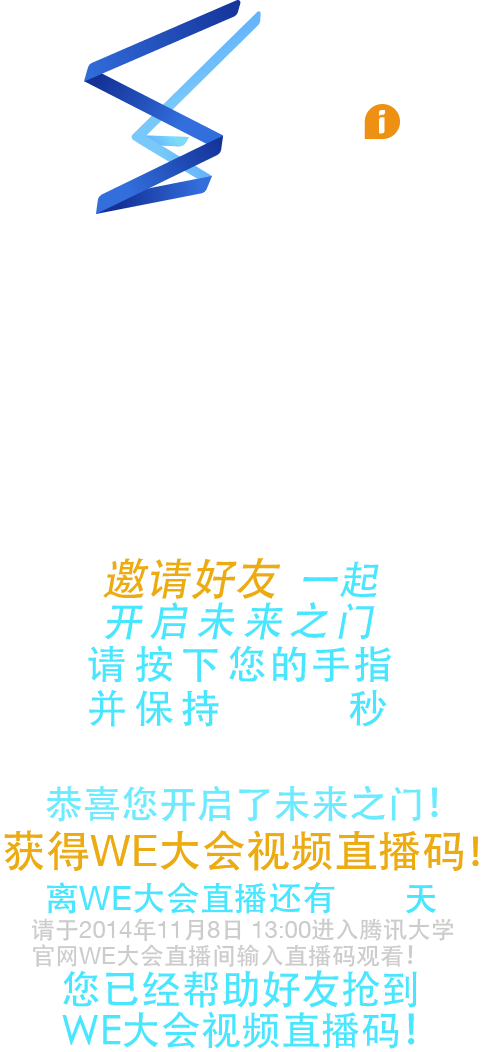 i
邀请好友 一起
开启未来之门
请按下您的手指
并保持 秒
恭喜您开启了未来之门!
获得WE大会视频直播码!
离WE大会直播还有 天
请于2014年11月8日 13:00进入腾讯大学
官网WE大会直播间输入直播码观看!
您已经帮助好友抢到
WE大会视频直播码!